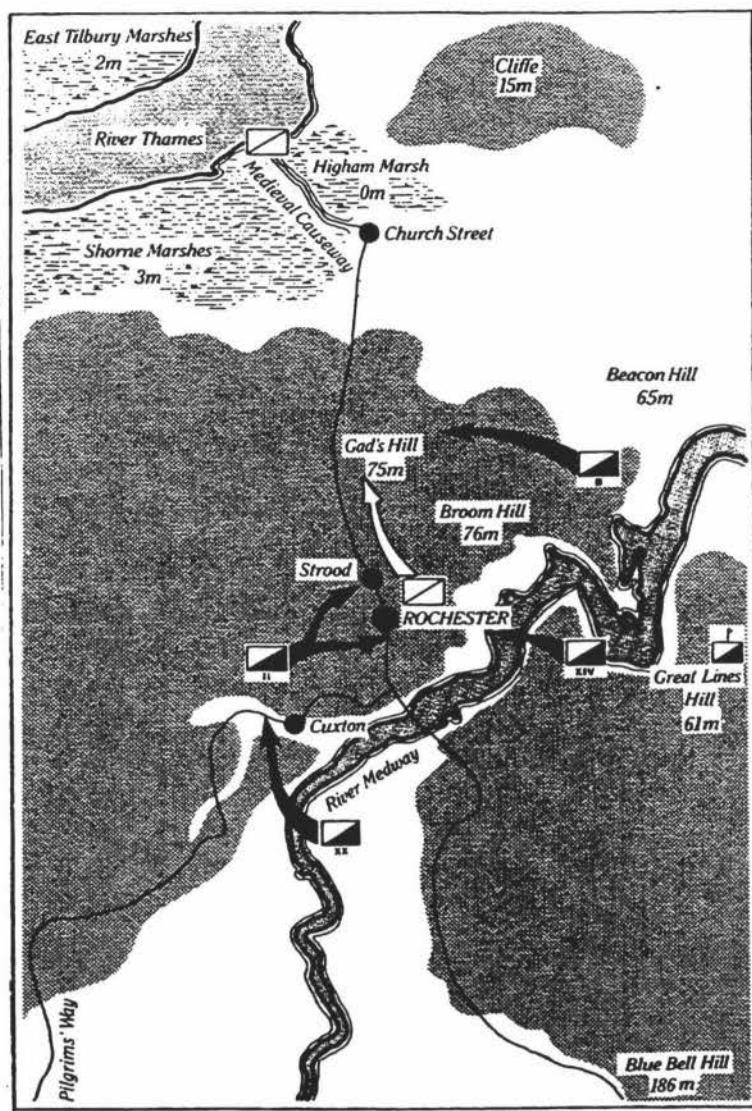 East Tilbury Marshes
2m
Cliffe
15m
River Thames
Higham Marsh
0m
Medieval Causeway
Church Street
Shorne Marshes
3m
Beacon Hill
65m
Gad's Hill
75m
Broom Hill
76m
Strood
ROCHESTER
II
XIV
Great Lines
Hill
61m
Cuxton
River Medway
XX
Pilgrims' Way
Blue Bell Hill
186m